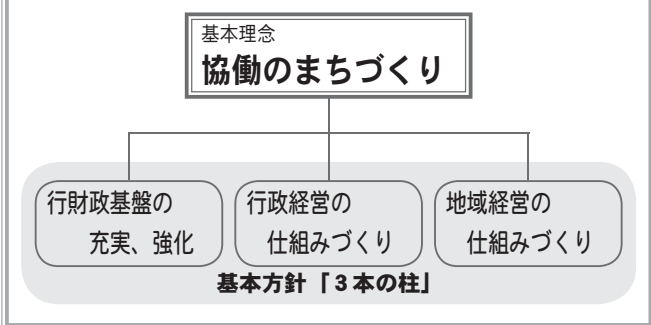 基本理念
協働のまちづくり
行財政基盤の
充実、強化
行政経営の
仕組みづくり
地域経営の
仕組みづくり
基本方針「3本の柱」